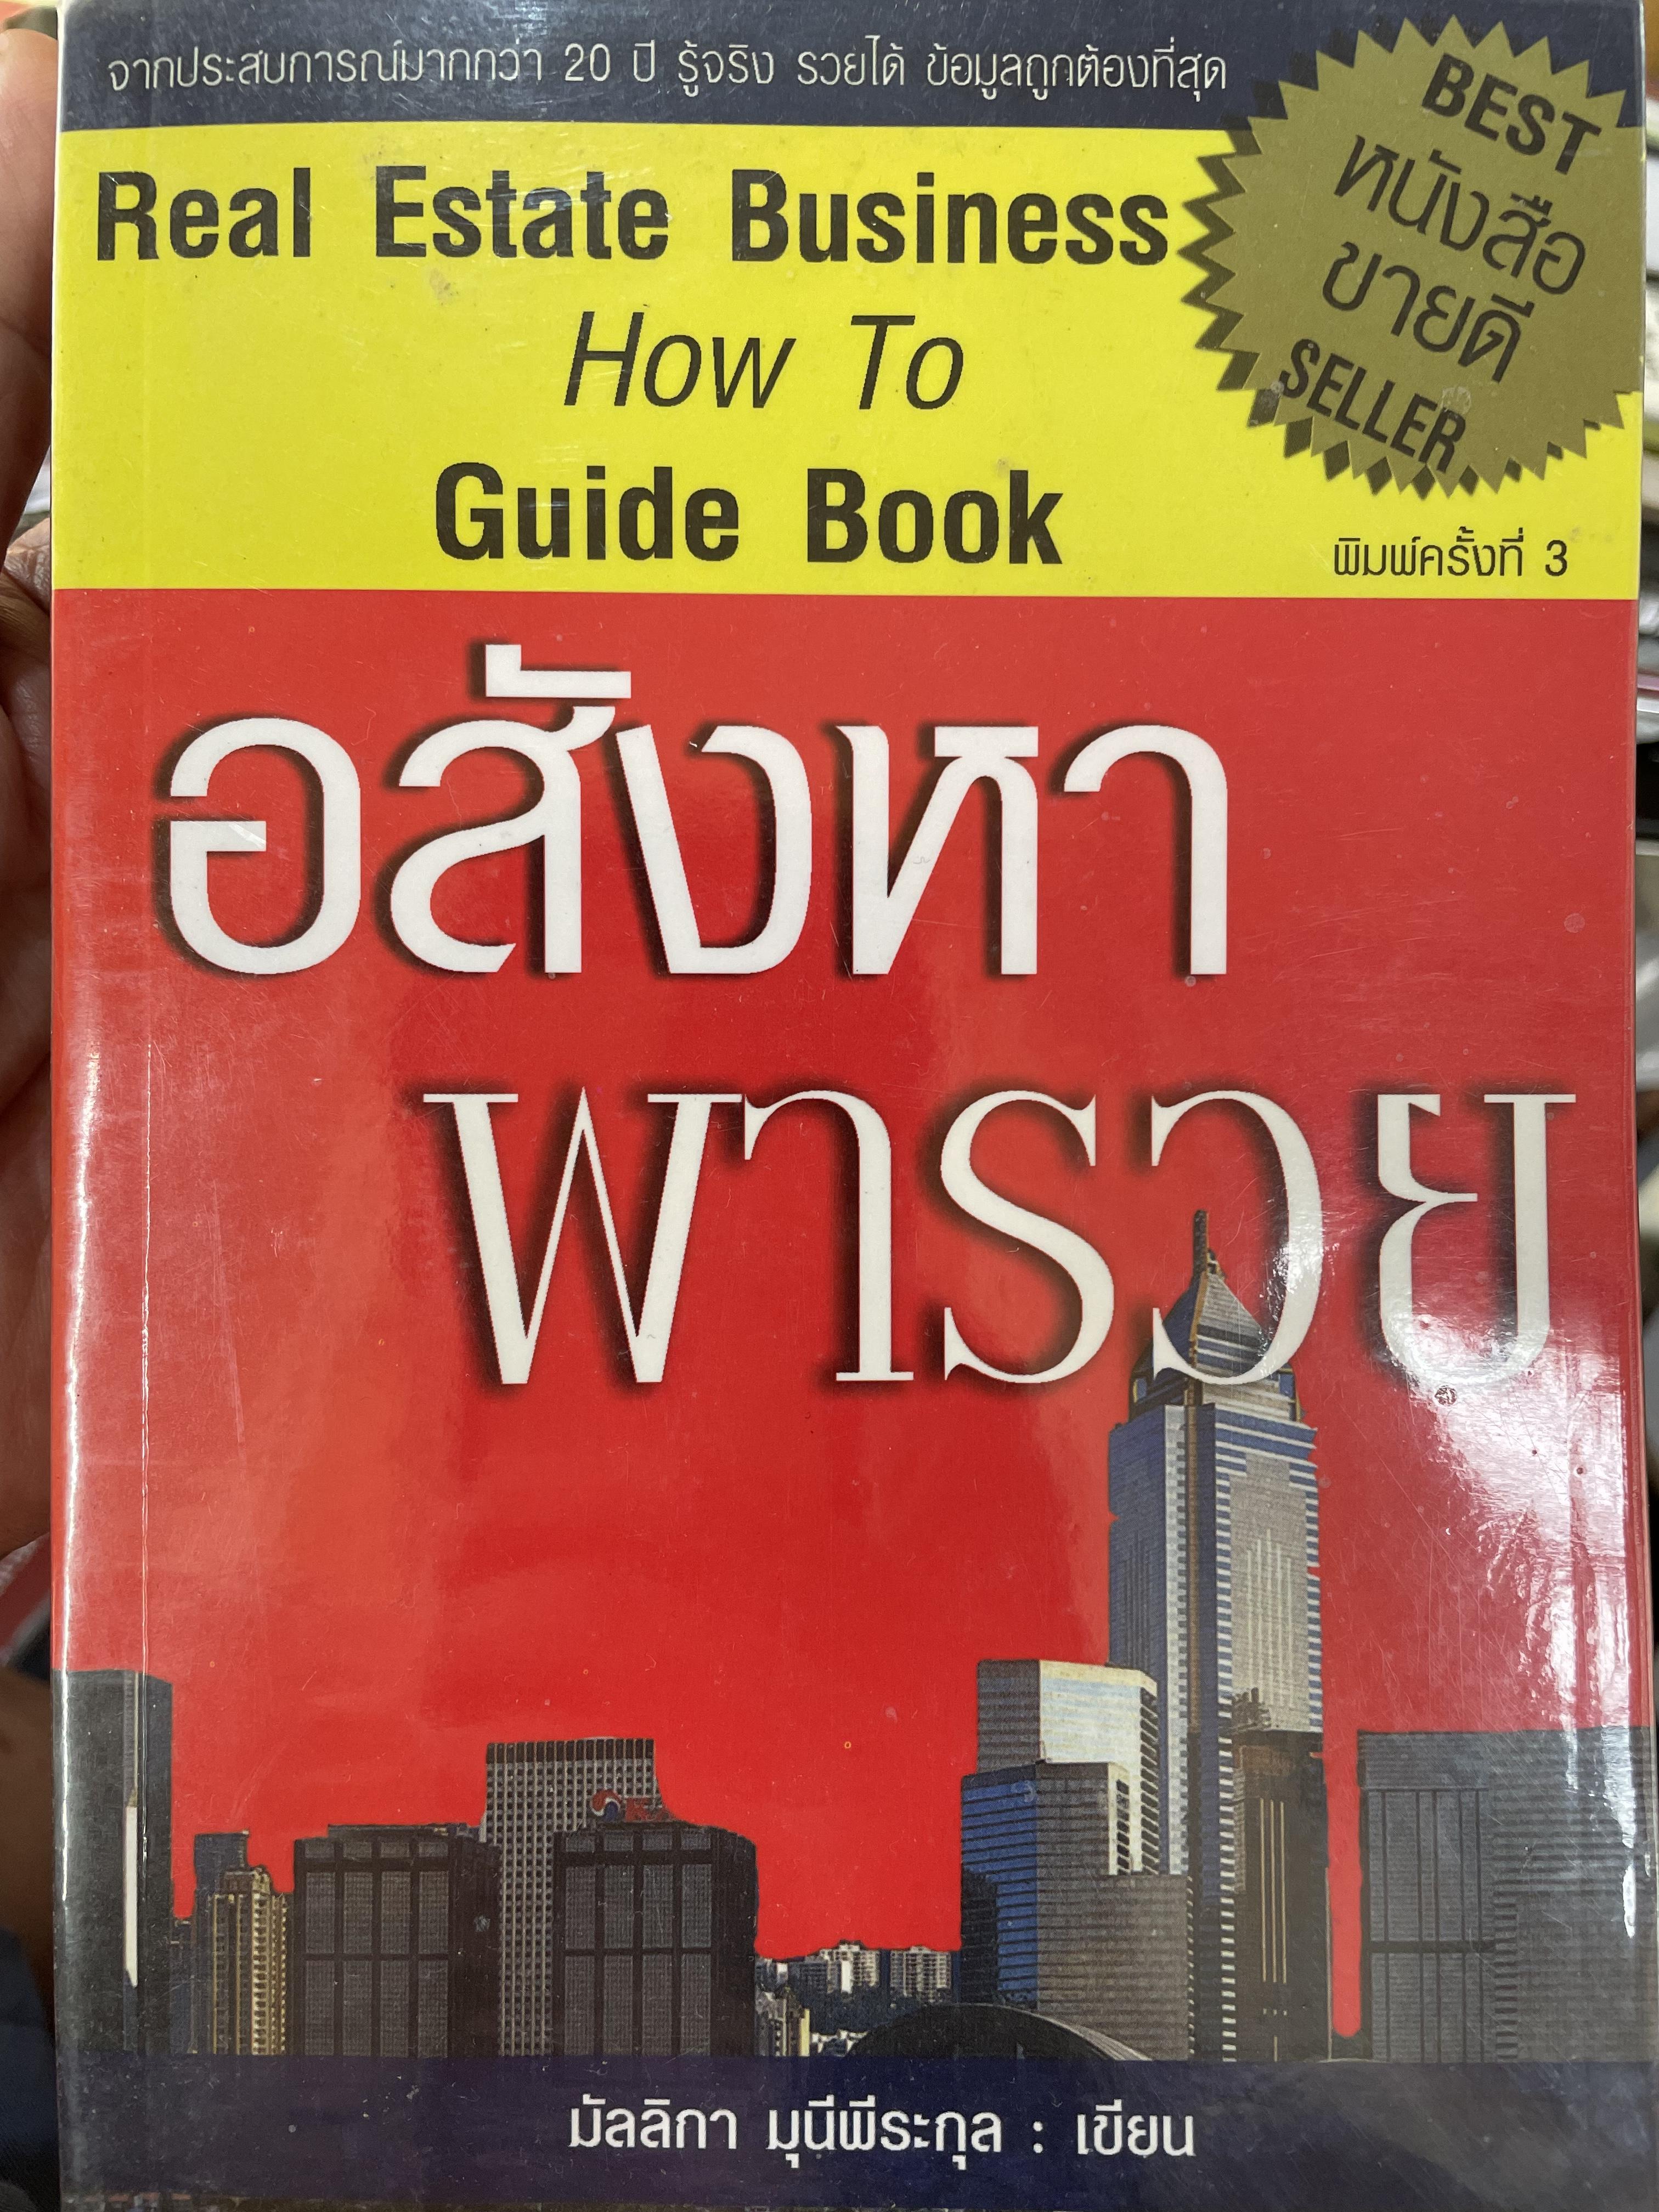 จากประสบการณ์มากกว่า 20 ปี รู้จริง รวยได้ ข้อมูลถูกต้องที่สุด
BEST
หนังสือ
ขายดี
SELLER
Real Estate Business
How To
Guide Book
พิมพ์ครั้งที่ 3
อสังหา
พารวย
มัลลิกา มุนีพีระกุล : เขียน